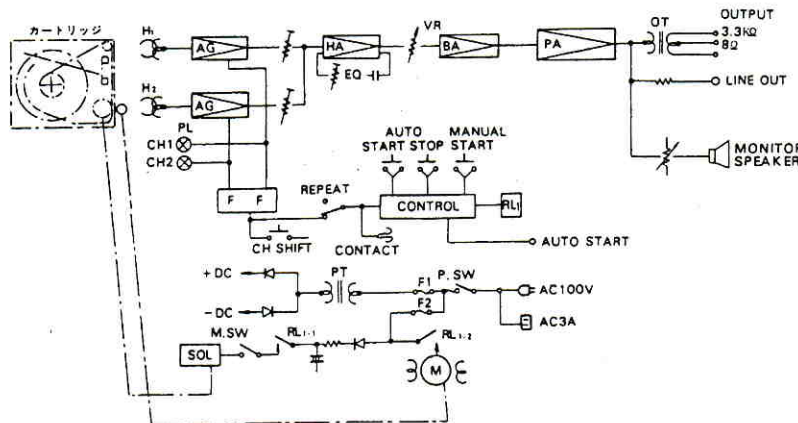 カートリッジ
H1
AG
HA
VR
BA
PA
OT
OUTPUT
3.3KΩ
8Ω
EQ
LINE OUT
H2
AG
PL
CH1
CH2
AUTO START
STOP
MANUAL START
MONITOR SPEAKER
F F
REPEAT
CONTROL
RL1
CH SHIFT
CONTACT
AUTO START
+DC
PT
F1
P.SW
AC100V
-DC
F2
AC3A
M.SW
RL1-1
RL1-2
SOL
M